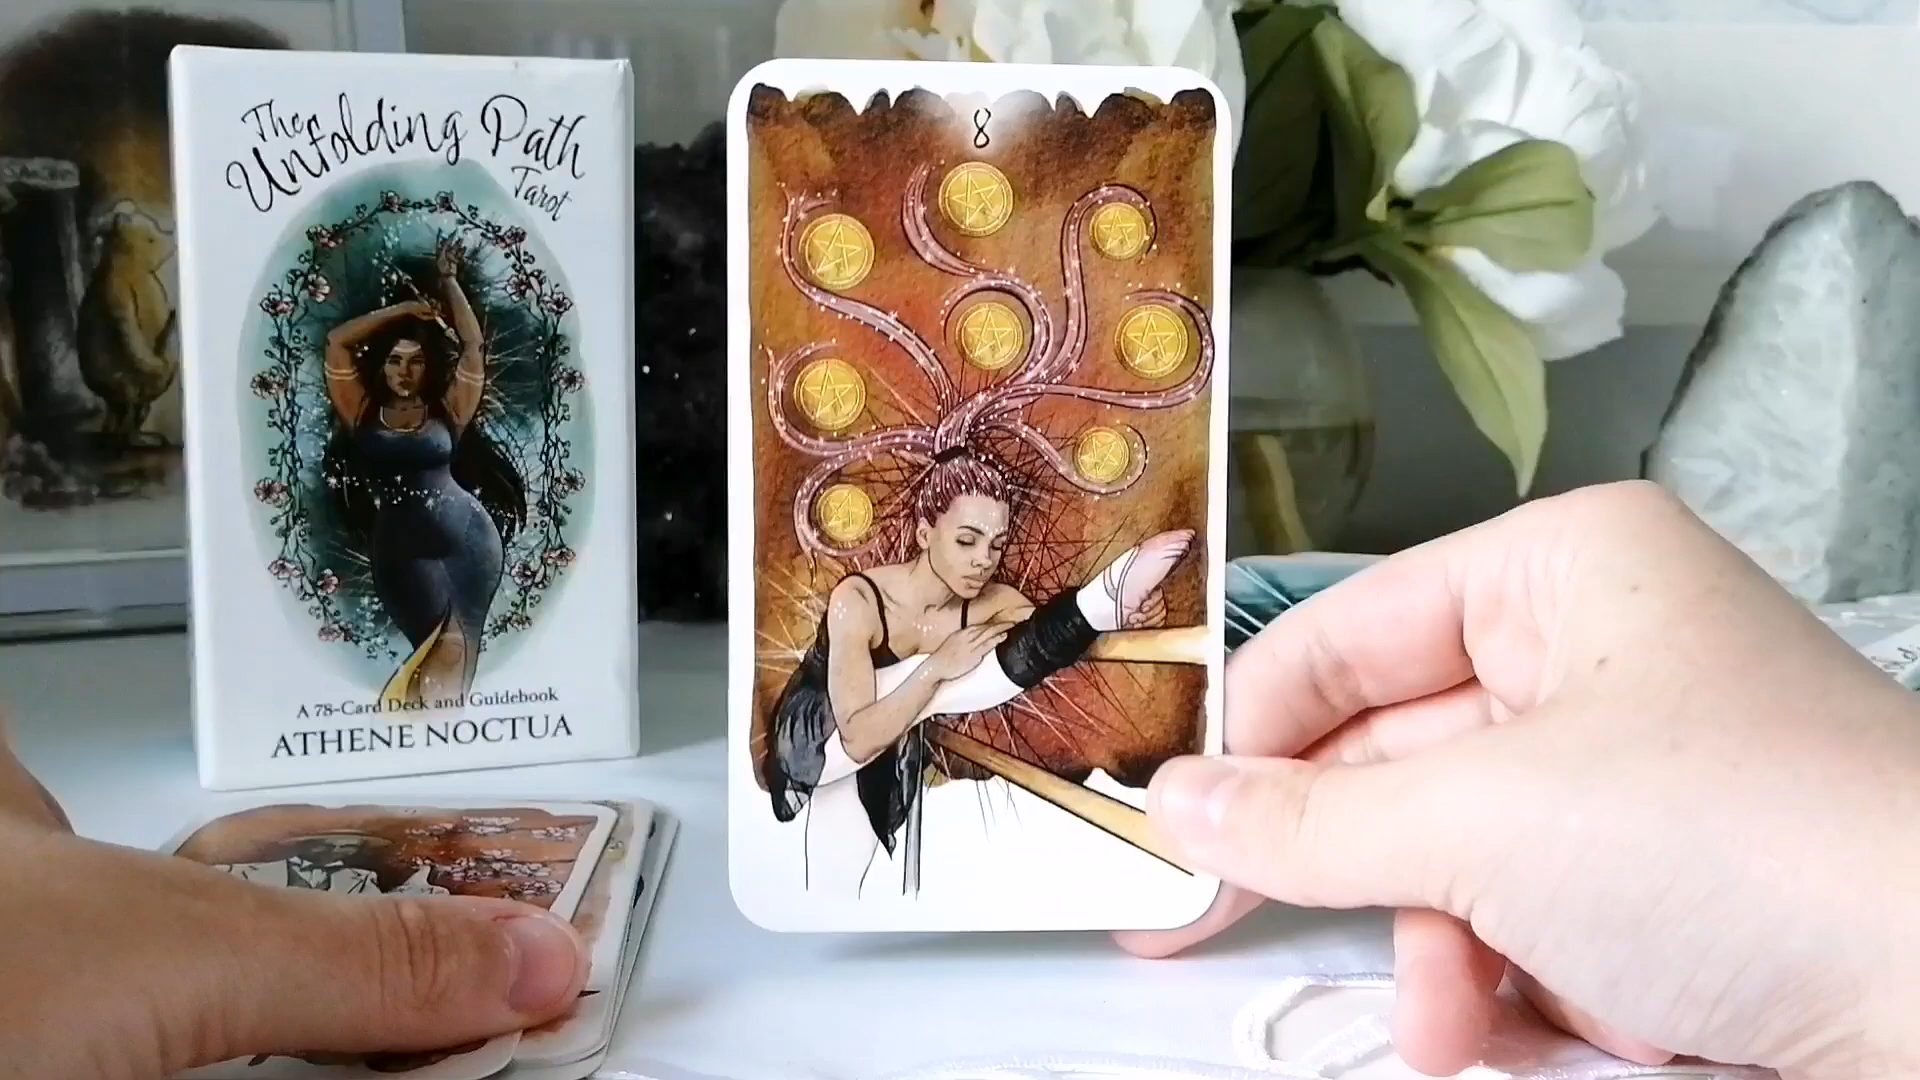 The
Unfolding Path
Tarot
A 78-Card Deck and Guidebook
ATHENE NOCTUA
8